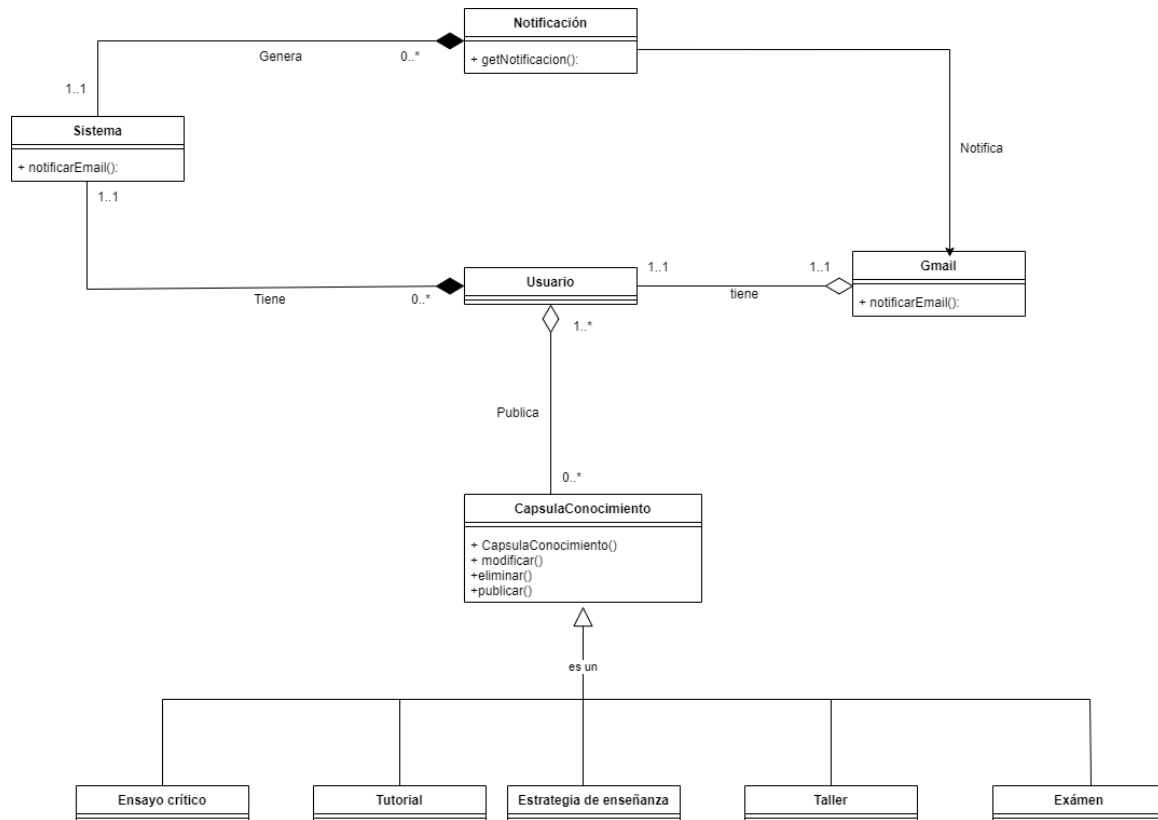 Notificación
+ getNotificacion():
Genera
0..*
1..1
Sistema
+ notificarEmail():
1..1
Notifica
Tiene
0..*
Usuario
1..1
tiene
1..1
Gmail
+ notificarEmail():
1..*
Publica
0..*
CapsulaConocimiento
+ CapsulaConocimiento()
+ modificar()
+eliminar()
+publicar()
es un
Ensayo crítico
Tutorial
Estrategia de enseñanza
Taller
Exámen